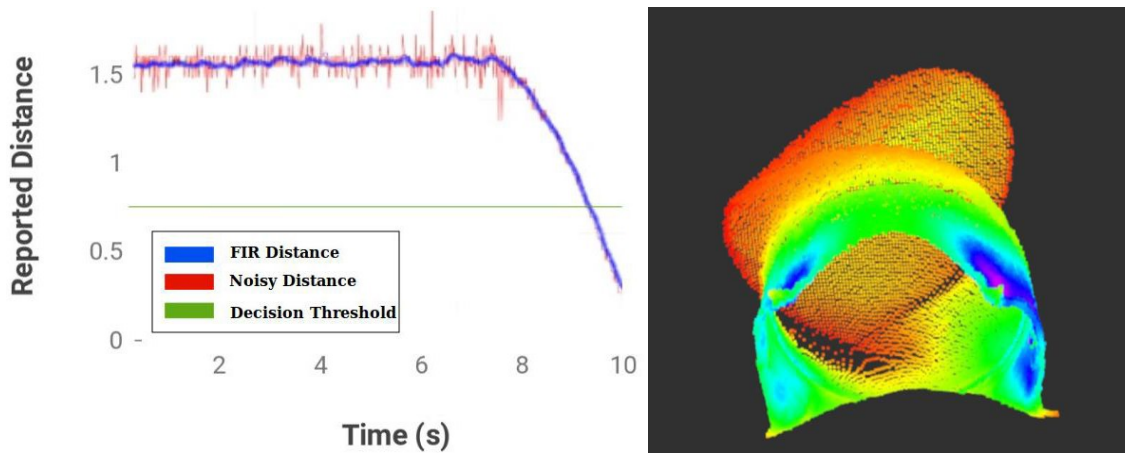 Reported Distance
1.5
1
0.5
0 -
FIR Distance
Noisy Distance
Decision Threshold
2 4 6 8 10
Time (s)